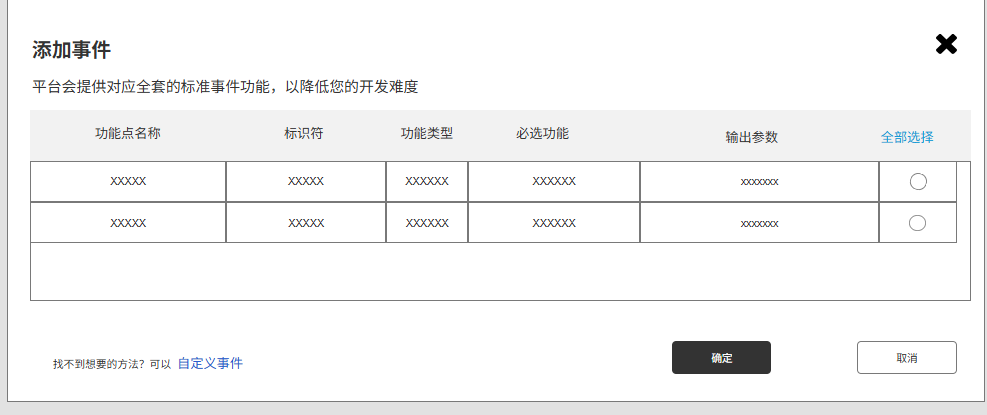 添加事件
平台会提供对应全套的标准事件功能，以降低您的开发难度
功能点名称 标识符 功能类型 必选功能 输出参数 全部选择
XXXXX XXXXX XXXXXX XXXXXX xxxxxxx
XXXXX XXXXX XXXXXX XXXXXX xxxxxxx
找不到想要的方法？可以 自定义事件 确定 取消